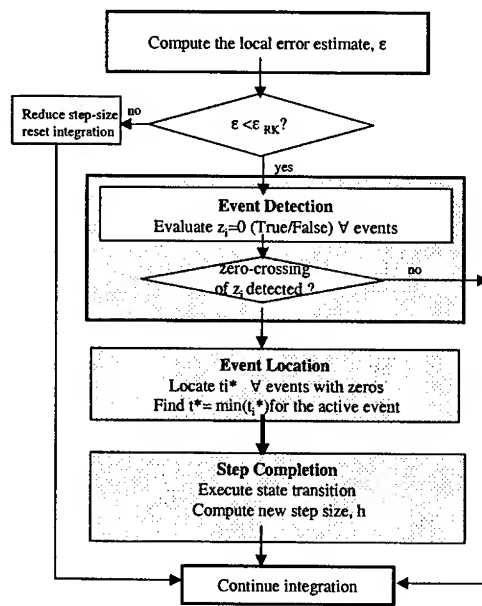 Compute the local error estimate, ε
Reduce step-size
reset integration
no
ε <ε RK?
yes
Event Detection
Evaluate zi=0 (True/False) ∀ events
zero-crossing
of zi detected ?
no
Event Location
Locate ti* ∀ events with zeros
Find t*= min(ti*)for the active event
Step Completion
Execute state transition
Compute new step size, h
Continue integration